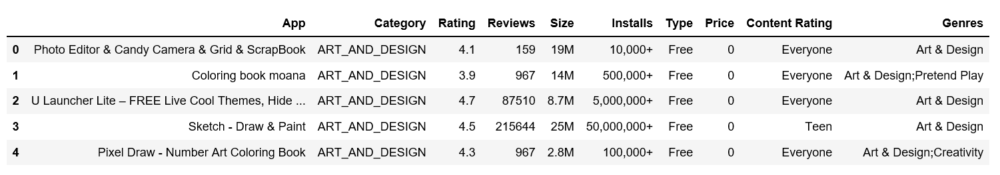 App Category Rating Reviews Size Installs Type Price Content Rating Genres
0 Photo Editor & Candy Camera & Grid & ScrapBook ART_AND_DESIGN 4.1 159 19M 10,000+ Free 0 Everyone Art & Design
1 Coloring book moana ART_AND_DESIGN 3.9 967 14M 500,000+ Free 0 Everyone Art & Design;Pretend Play
2 U Launcher Lite – FREE Live Cool Themes, Hide ... ART_AND_DESIGN 4.7 87510 8.7M 5,000,000+ Free 0 Everyone Art & Design
3 Sketch - Draw & Paint ART_AND_DESIGN 4.5 215644 25M 50,000,000+ Free 0 Teen Art & Design
4 Pixel Draw - Number Art Coloring Book ART_AND_DESIGN 4.3 967 2.8M 100,000+ Free 0 Everyone Art & Design;Creativity